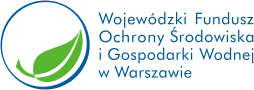 Wojewódzki Fundusz
Ochrony Środowiska
i Gospodarki Wodnej
w Warszawie